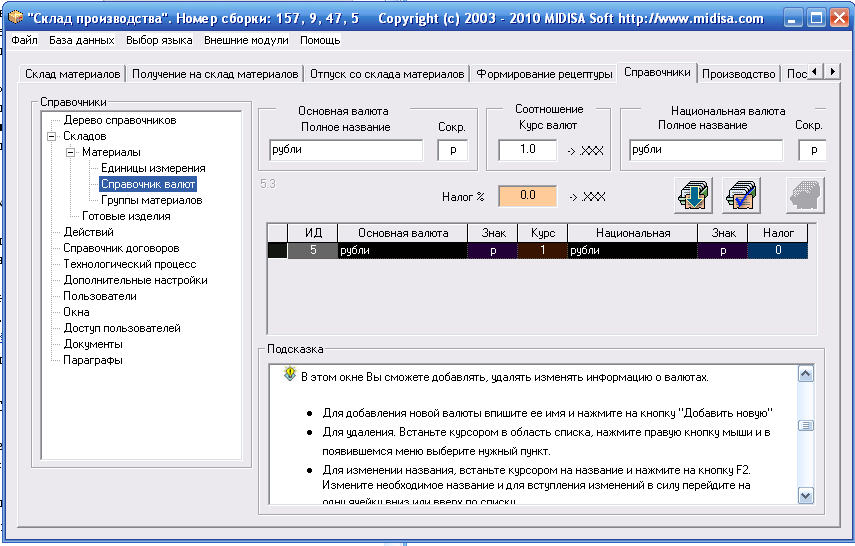 "Склад производства". Номер сборки: 157, 9, 47, 5 Copyright (c) 2003 - 2010 MIDISA Soft http://www.midisa.com
Файл База данных Выбор языка Внешние модули Помощь
Склад материалов Получение на склад материалов Отпуск со склада материалов Формирование рецептуры Справочники Производство Пос
Справочники
Дерево справочников
Складов
Материалы
Единицы измерения
Справочник валют
Группы материалов
Готовые изделия
Действий
Справочник договоров
Технологический процесс
Дополнительные настройки
Пользователи
Окна
Доступ пользователей
Документы
Параграфы
Основная валюта
Полное название Сокр.
рубли р
Соотношение
Курс валют
1.0 -> .XXX
Национальная валюта
Полное название Сокр.
рубли р
5.3
Налог % 0.0 -> .XXX
ИД Основная валюта Знак Курс Национальная Знак Налог
5 рубли р 1 рубли р 0
Подсказка
В этом окне Вы сможете добавлять, удалять изменять информацию о валютах.
• Для добавления новой валюты впишите ее имя и нажмите на кнопку "Добавить новую"
• Для удаления. Встаньте курсором в область списка, нажмите правую кнопку мыши и в
появившемся меню выберите нужный пункт.
• Для изменении названия, встаньте курсором на название и нажмите на кнопку F2.
Измените необходимое название и для вступления изменений в силу перейдите на
одну ячейку вниз или вверх по списку